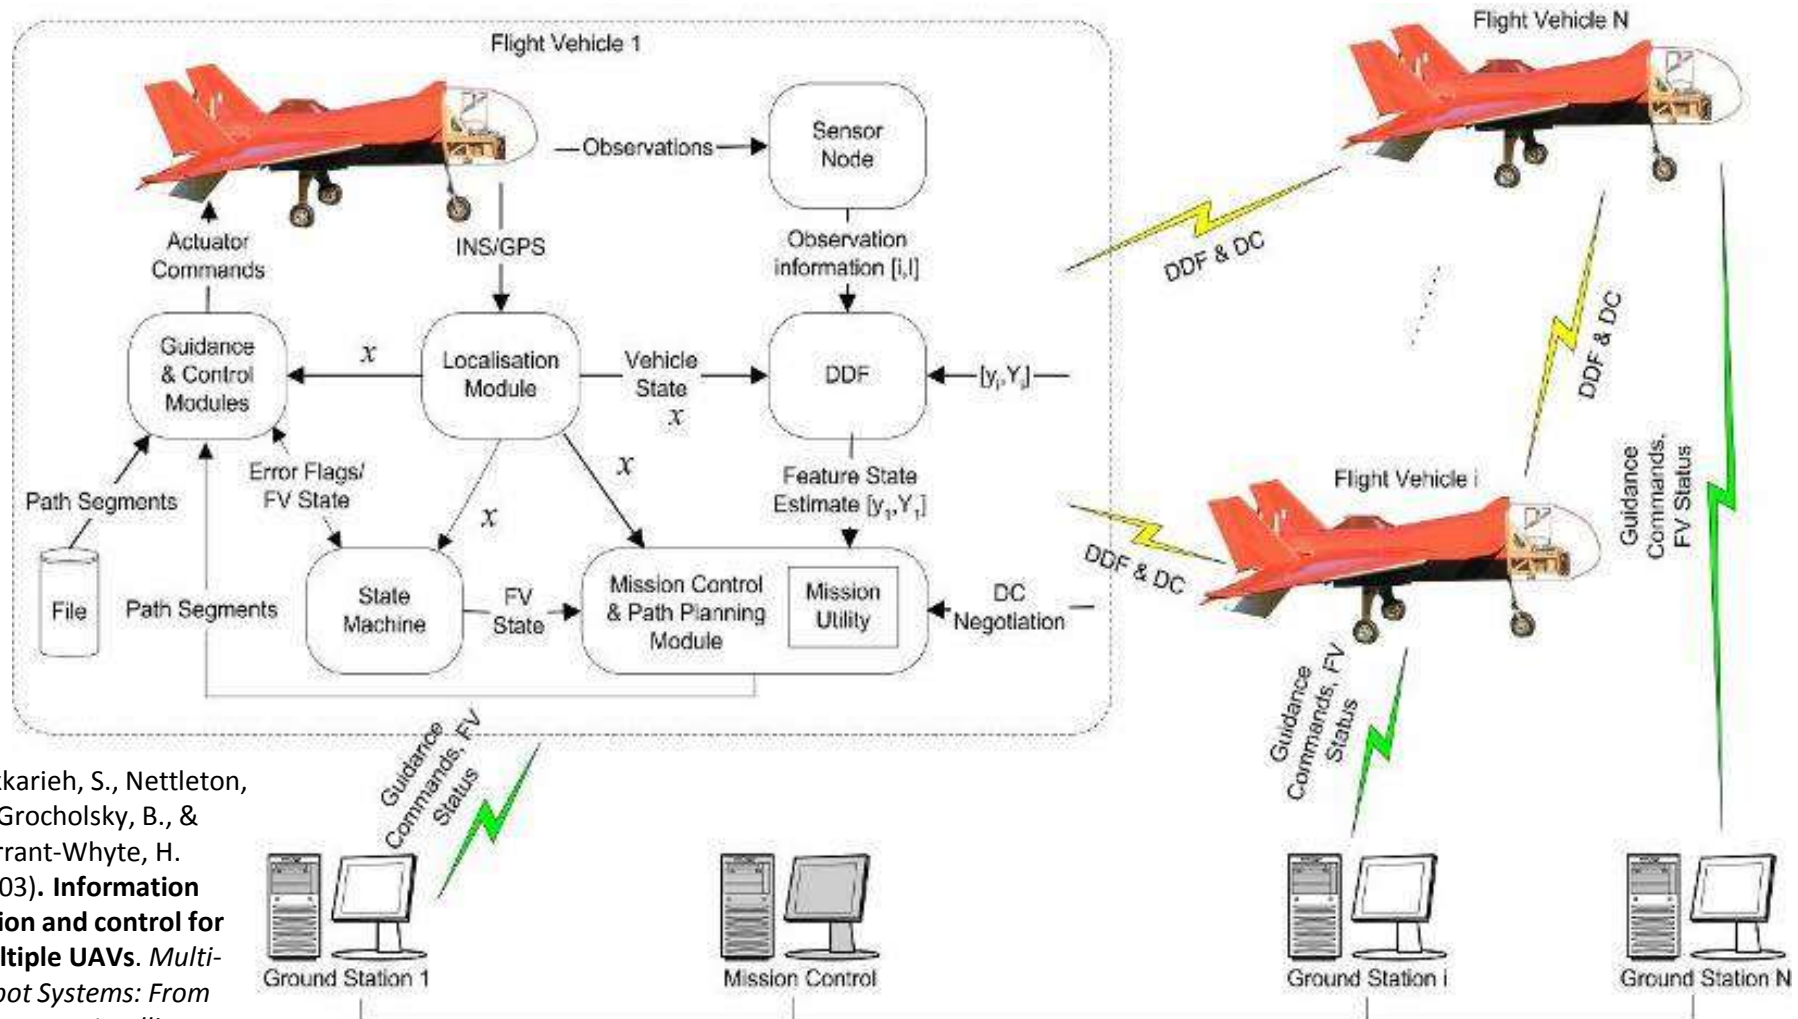 Flight Vehicle 1
Flight Vehicle N
Observations
Sensor
Node
Actuator
Commands
INS/GPS
Observation
information [i,I]
DDF & DC
Guidance
& Control
Modules
x
Localisation
Module
Vehicle
State
x
DDF
[yi,Yi]
DDF & DC
Path Segments
Error Flags/
FV State
x
x
Feature State
Estimate [y1,Y1]
Flight Vehicle i
Guidance
Commands,
FV Status
File
Path Segments
State
Machine
FV
State
Mission Control
& Path Planning
Module
Mission
Utility
DC
Negotiation
DDF & DC
Guidance
Commands, FV
Status
Guidance
Commands, FV
Status
karieh, S., Nettleton,
Grocholsky, B., &
rrant-Whyte, H.
03). Information
ion and control for
ltiple UAVs. Multi-
bot Systems: From
Ground Station 1
Mission Control
Ground Station i
Ground Station N